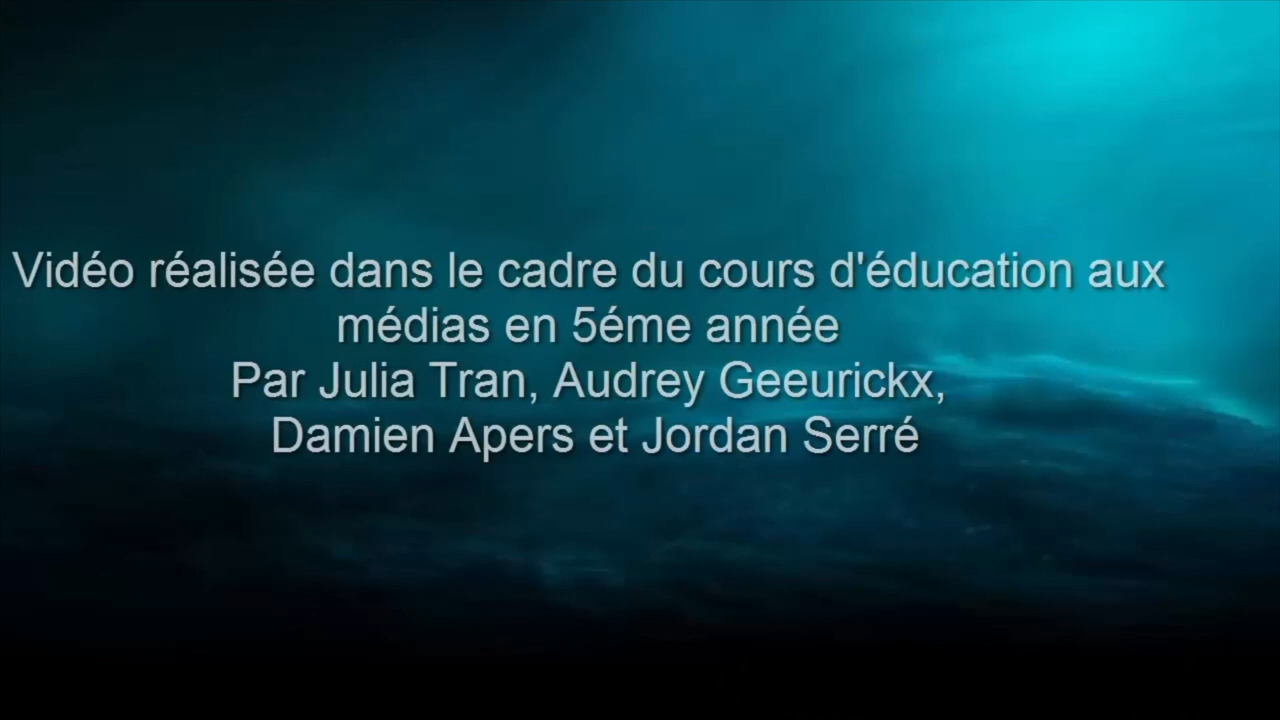 Vidéo réalisée dans le cadre du cours d'éducation aux
médias en 5éme année
Par Julia Tran, Audrey Geeurickx,
Damien Apers et Jordan Serré